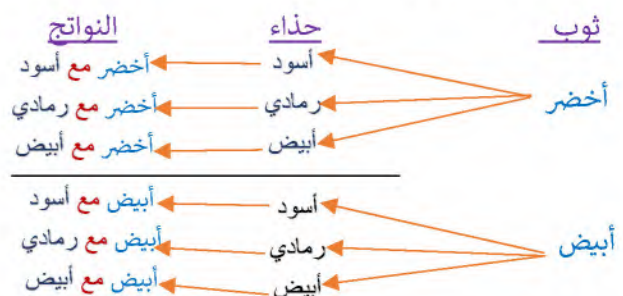 ثوب حذاء النواتج
أسود أخضر مع أسود
أخضر رمادي أخضر مع رمادي
أبيض أخضر مع أبيض
أسود أبيض مع أسود
أبيض رمادي أبيض مع رمادي
أبيض أبيض مع أبيض